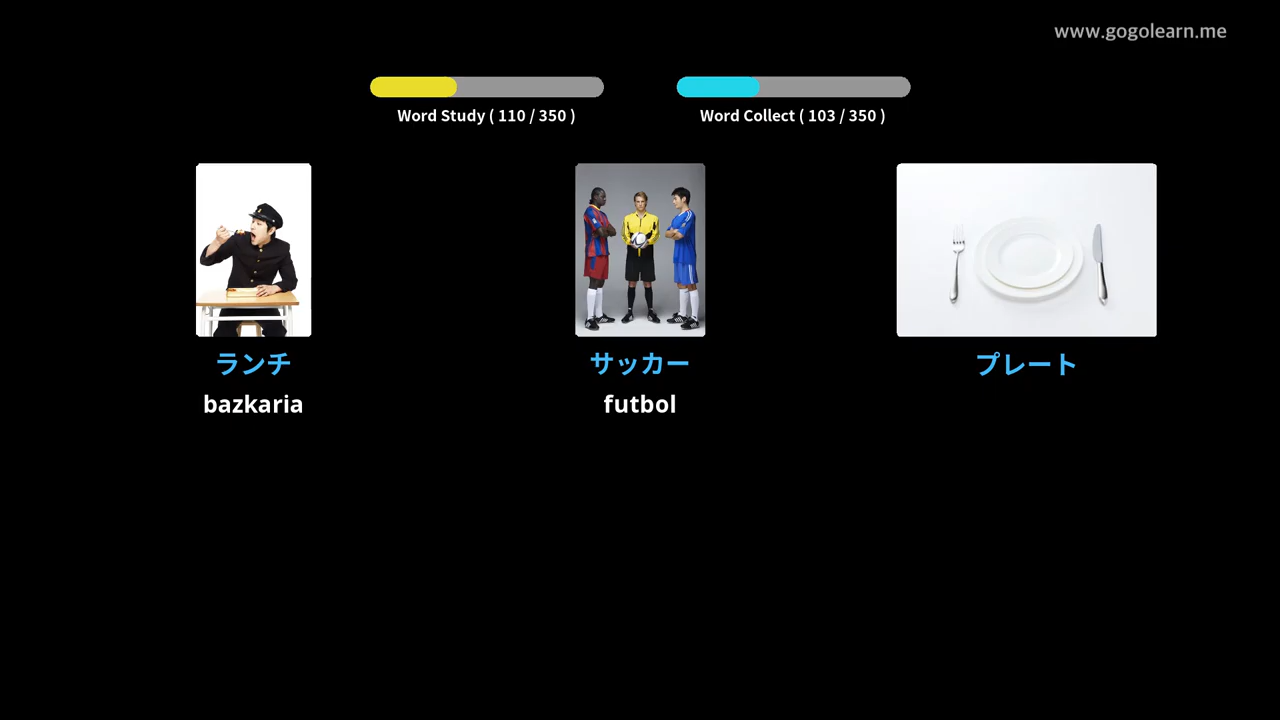 www.gogolearn.me
Word Study ( 110 / 350 )
Word Collect ( 103 / 350 )
ランチ
bazkaria
サッカー
futbol
プレート